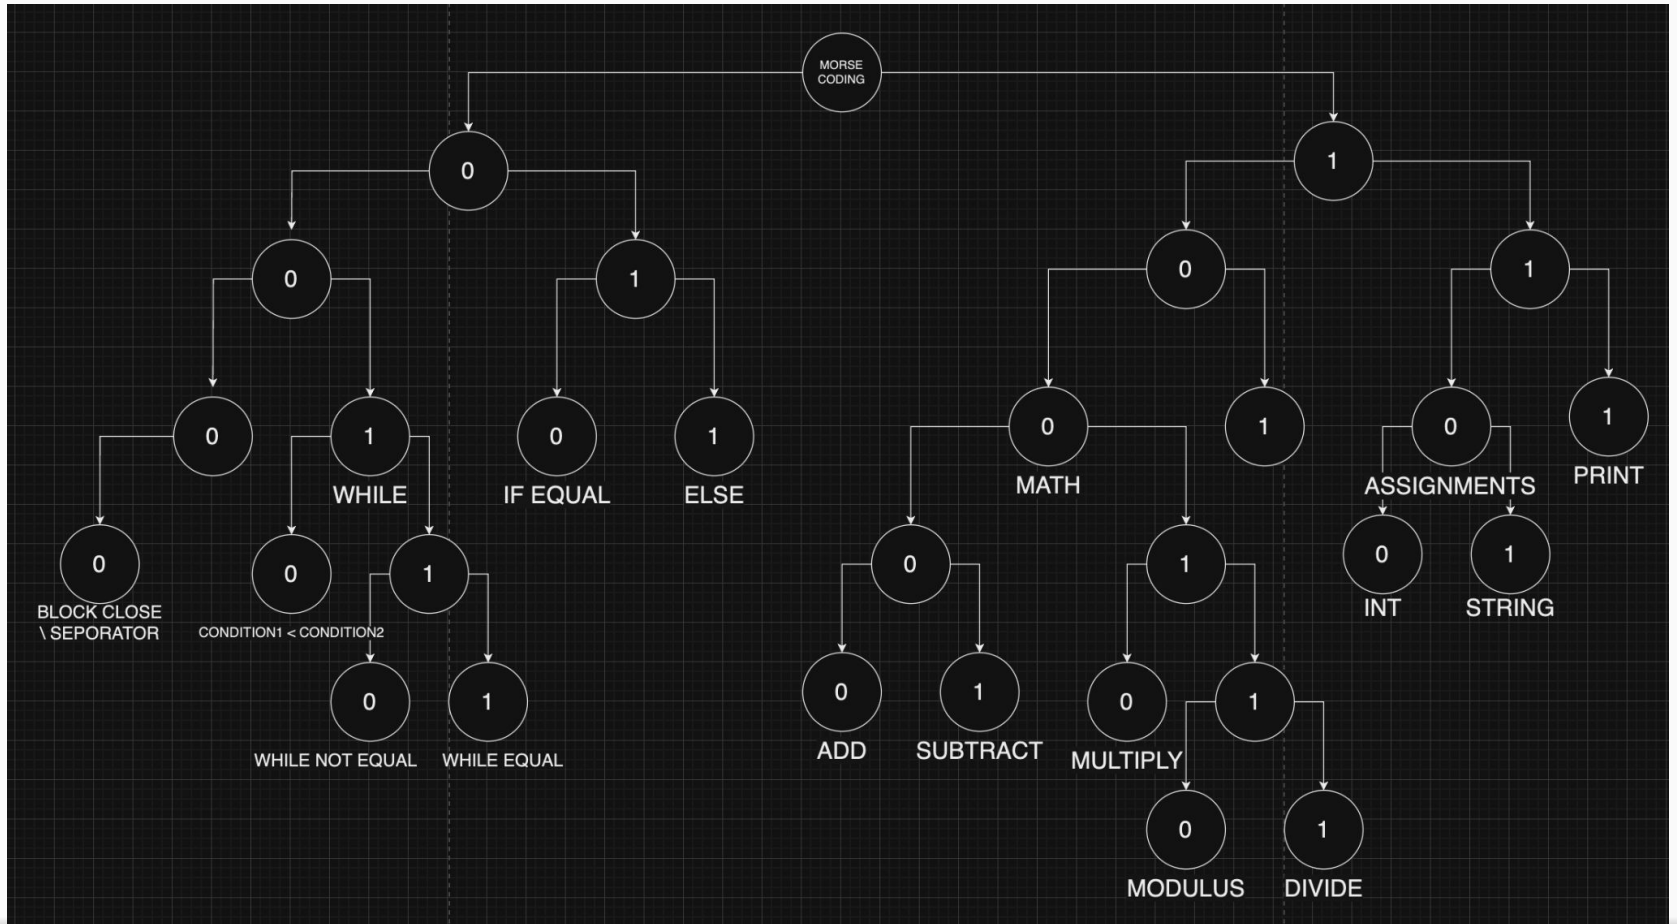 MORSE
CODING
0
1
0
1
0
1
0
1
0
1
0
1
0
1
WHILE
IF EQUAL
ELSE
MATH
ASSIGNMENTS
PRINT
0
0
1
0
1
0
1
BLOCK CLOSE
\ SEPORATOR
CONDITION1 < CONDITION2
INT
STRING
0
1
0
1
0
1
WHILE NOT EQUAL
WHILE EQUAL
ADD
SUBTRACT
MULTIPLY
0
1
MODULUS
DIVIDE